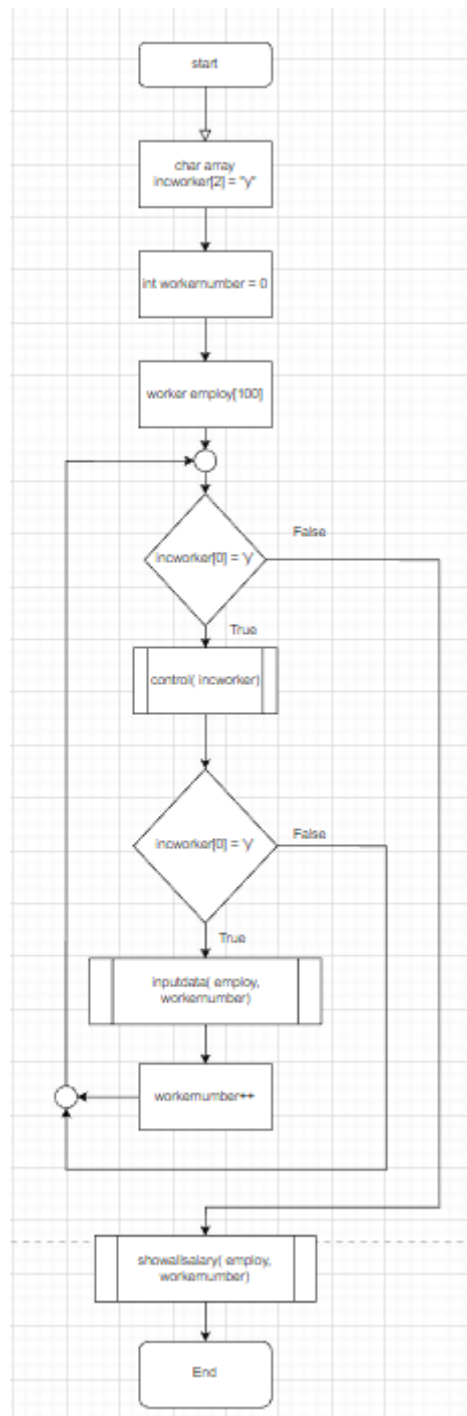 start
char array
incworker[2] = "y"
int workernumber = 0
worker employ[100]
incworker[0] = 'y'
False
True
control( incworker)
incworker[0] = 'y'
False
True
inputdata( employ,
workernumber)
workernumber++
showallsalary( employ,
workernumber)
End